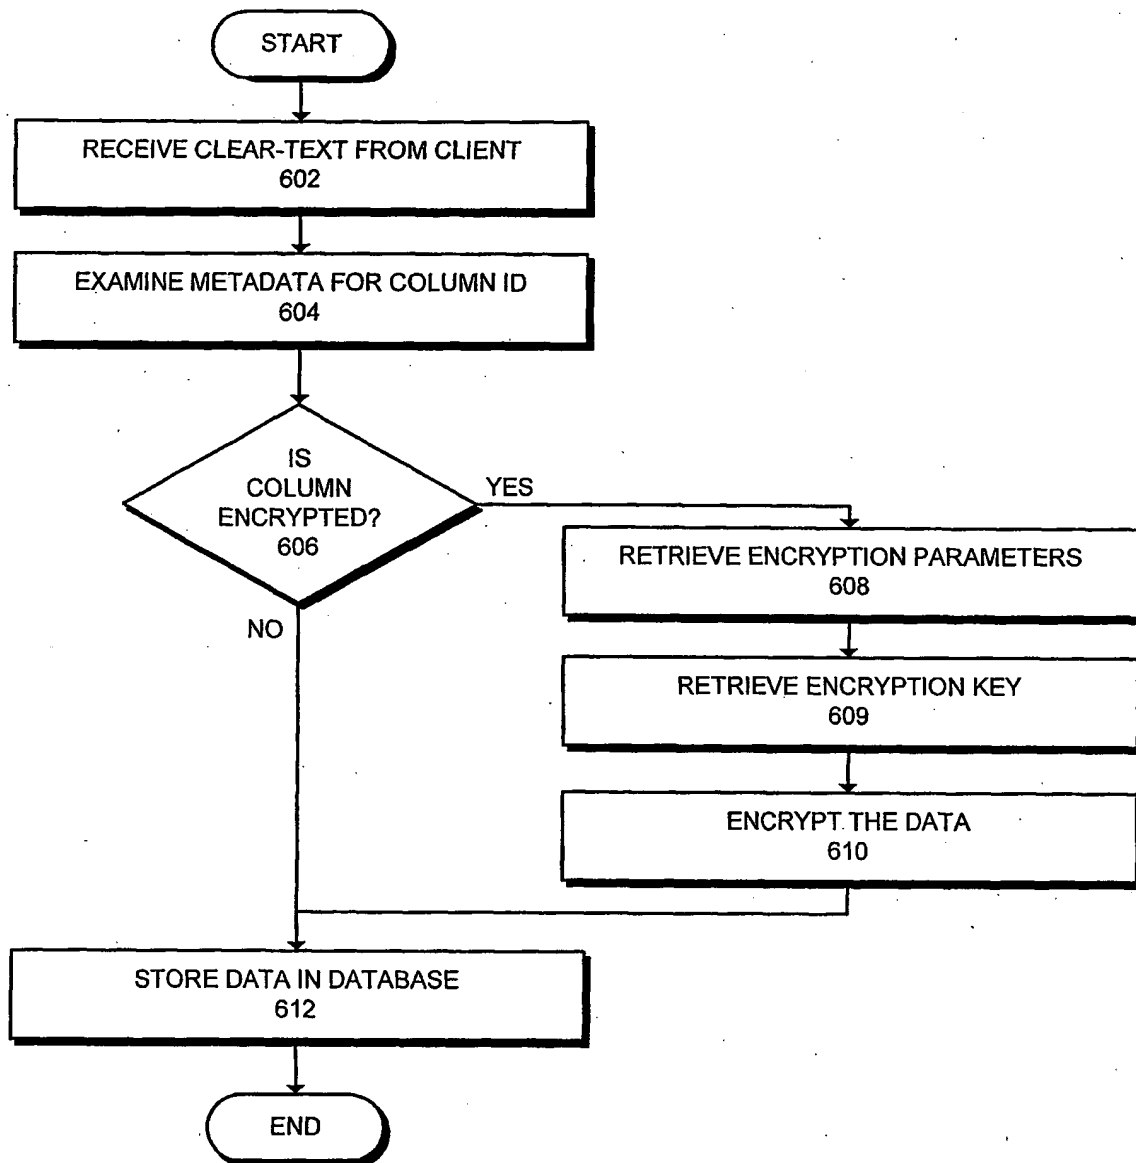 START
RECEIVE CLEAR-TEXT FROM CLIENT
602
EXAMINE METADATA FOR COLUMN ID
604
IS
COLUMN
ENCRYPTED?
606
YES
NO
RETRIEVE ENCRYPTION PARAMETERS
608
RETRIEVE ENCRYPTION KEY
609
ENCRYPT THE DATA
610
STORE DATA IN DATABASE
612
END